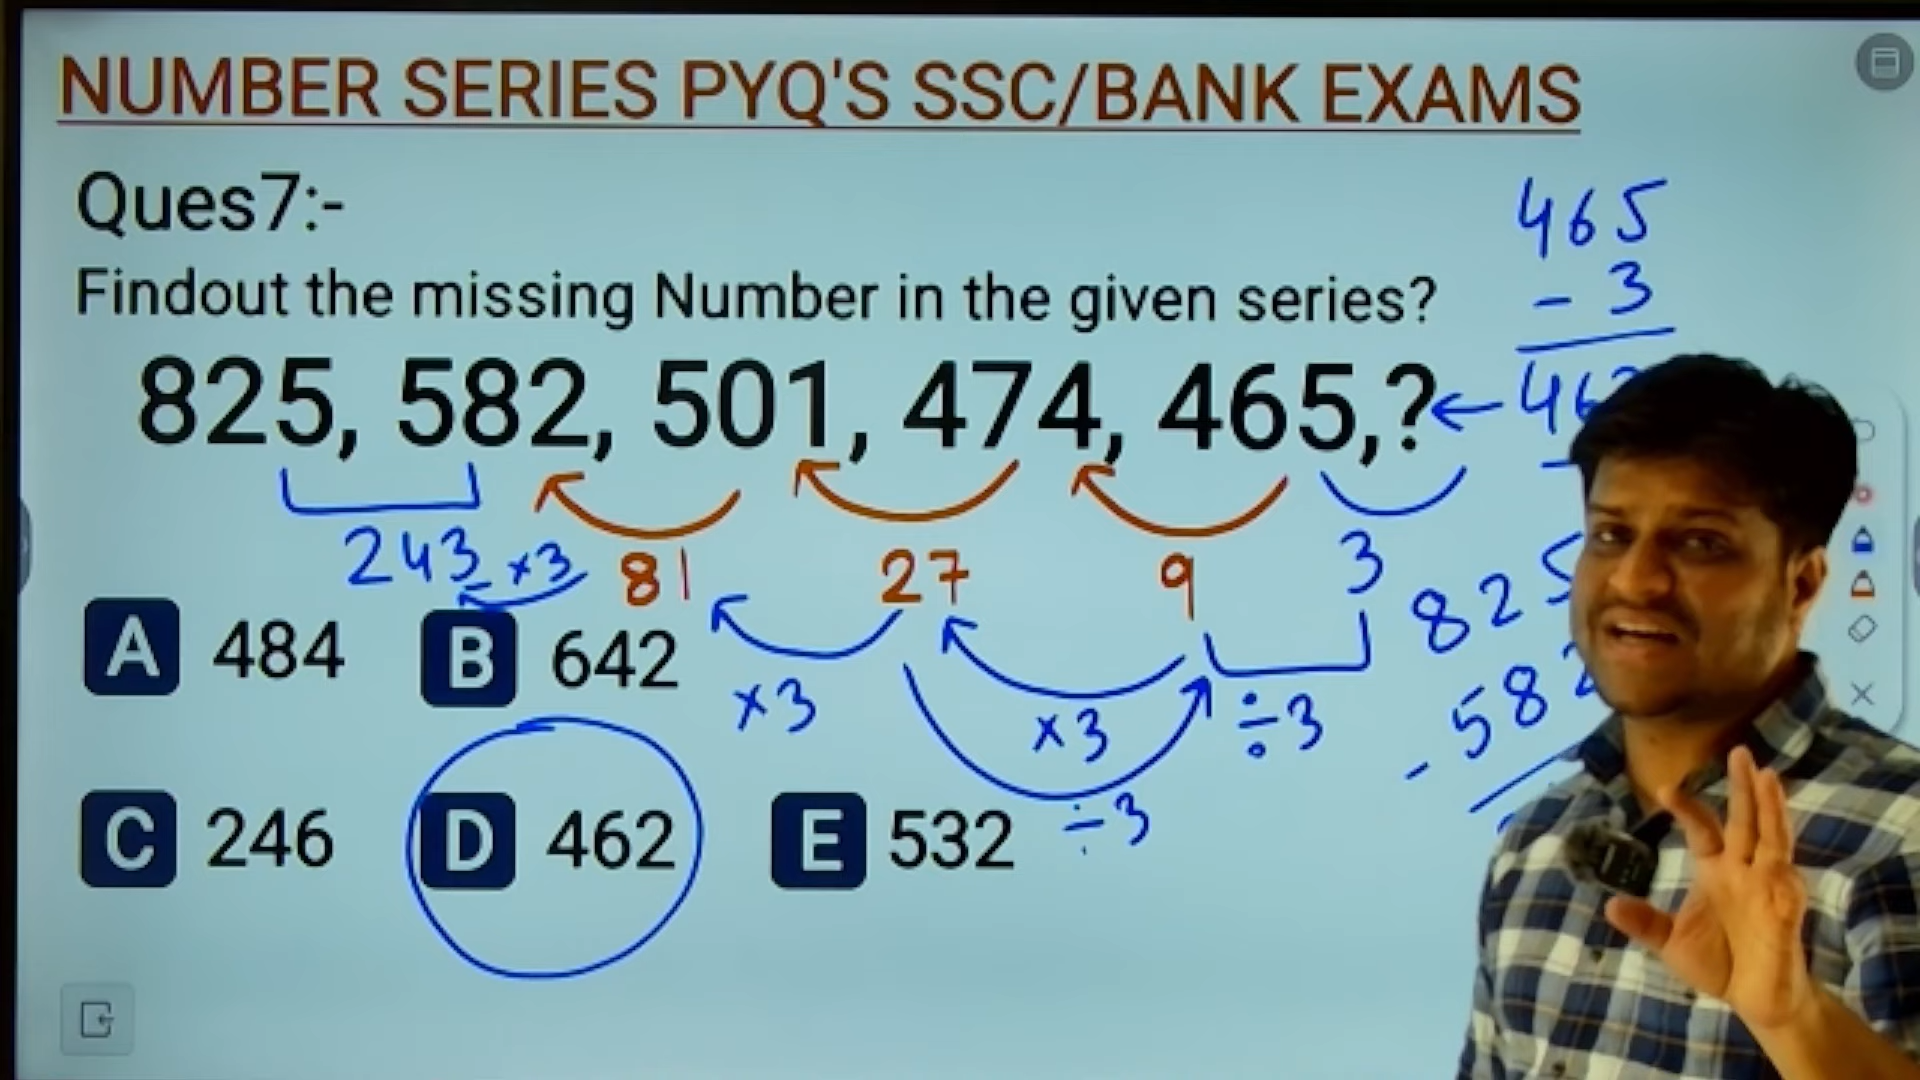 NUMBER SERIES PYQ'S SSC/BANK EXAMS
Ques7:-
Findout the missing Number in the given series?
825, 582, 501, 474, 465,?
465
- 3
243 ×3 81 27 9 3
×3 ×3 ÷3
÷3
825
- 58
A 484 B 642
C 246 D 462 E 532